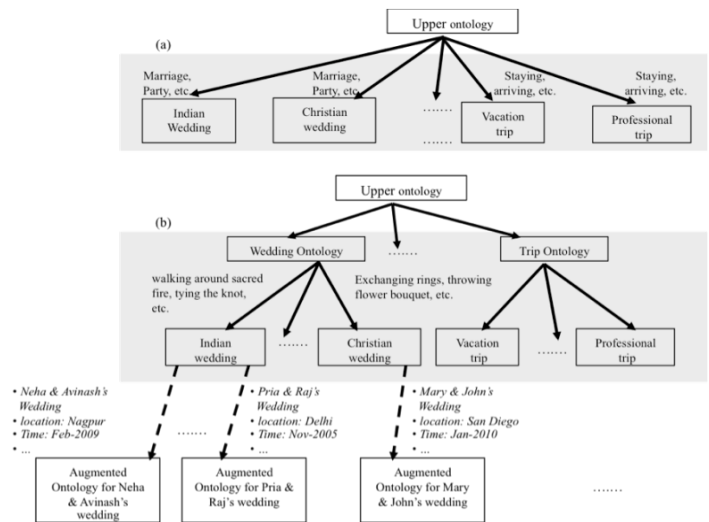 Upper ontology
(a)
Marriage,
Party, etc.
Marriage,
Party, etc.
Staying,
arriving, etc.
Staying,
arriving, etc.
Indian
Wedding
Christian
wedding
.......
.......
Vacation
trip
Professional
trip
Upper ontology
(b)
Wedding Ontology
.......
Trip Ontology
walking around sacred
fire, tying the knot,
etc.
Exchanging rings, throwing
flower bouquet, etc.
Indian
wedding
.......
Christian
wedding
Vacation
trip
.......
Professional
trip
• Neha & Avinash's
Wedding
• location: Nagpur
• Time: Feb-2009
• ...
.......
• Pria & Raj's
Wedding
• location: Delhi
• Time: Nov-2005
• ...
• Mary & John's
Wedding
• location: San Diego
• Time: Jan-2010
• ...
Augmented
Ontology for Neha
& Avinash's
wedding
Augmented
Ontology for Pria &
Raj's wedding
Augmented
Ontology for Mary
& John's wedding
.......